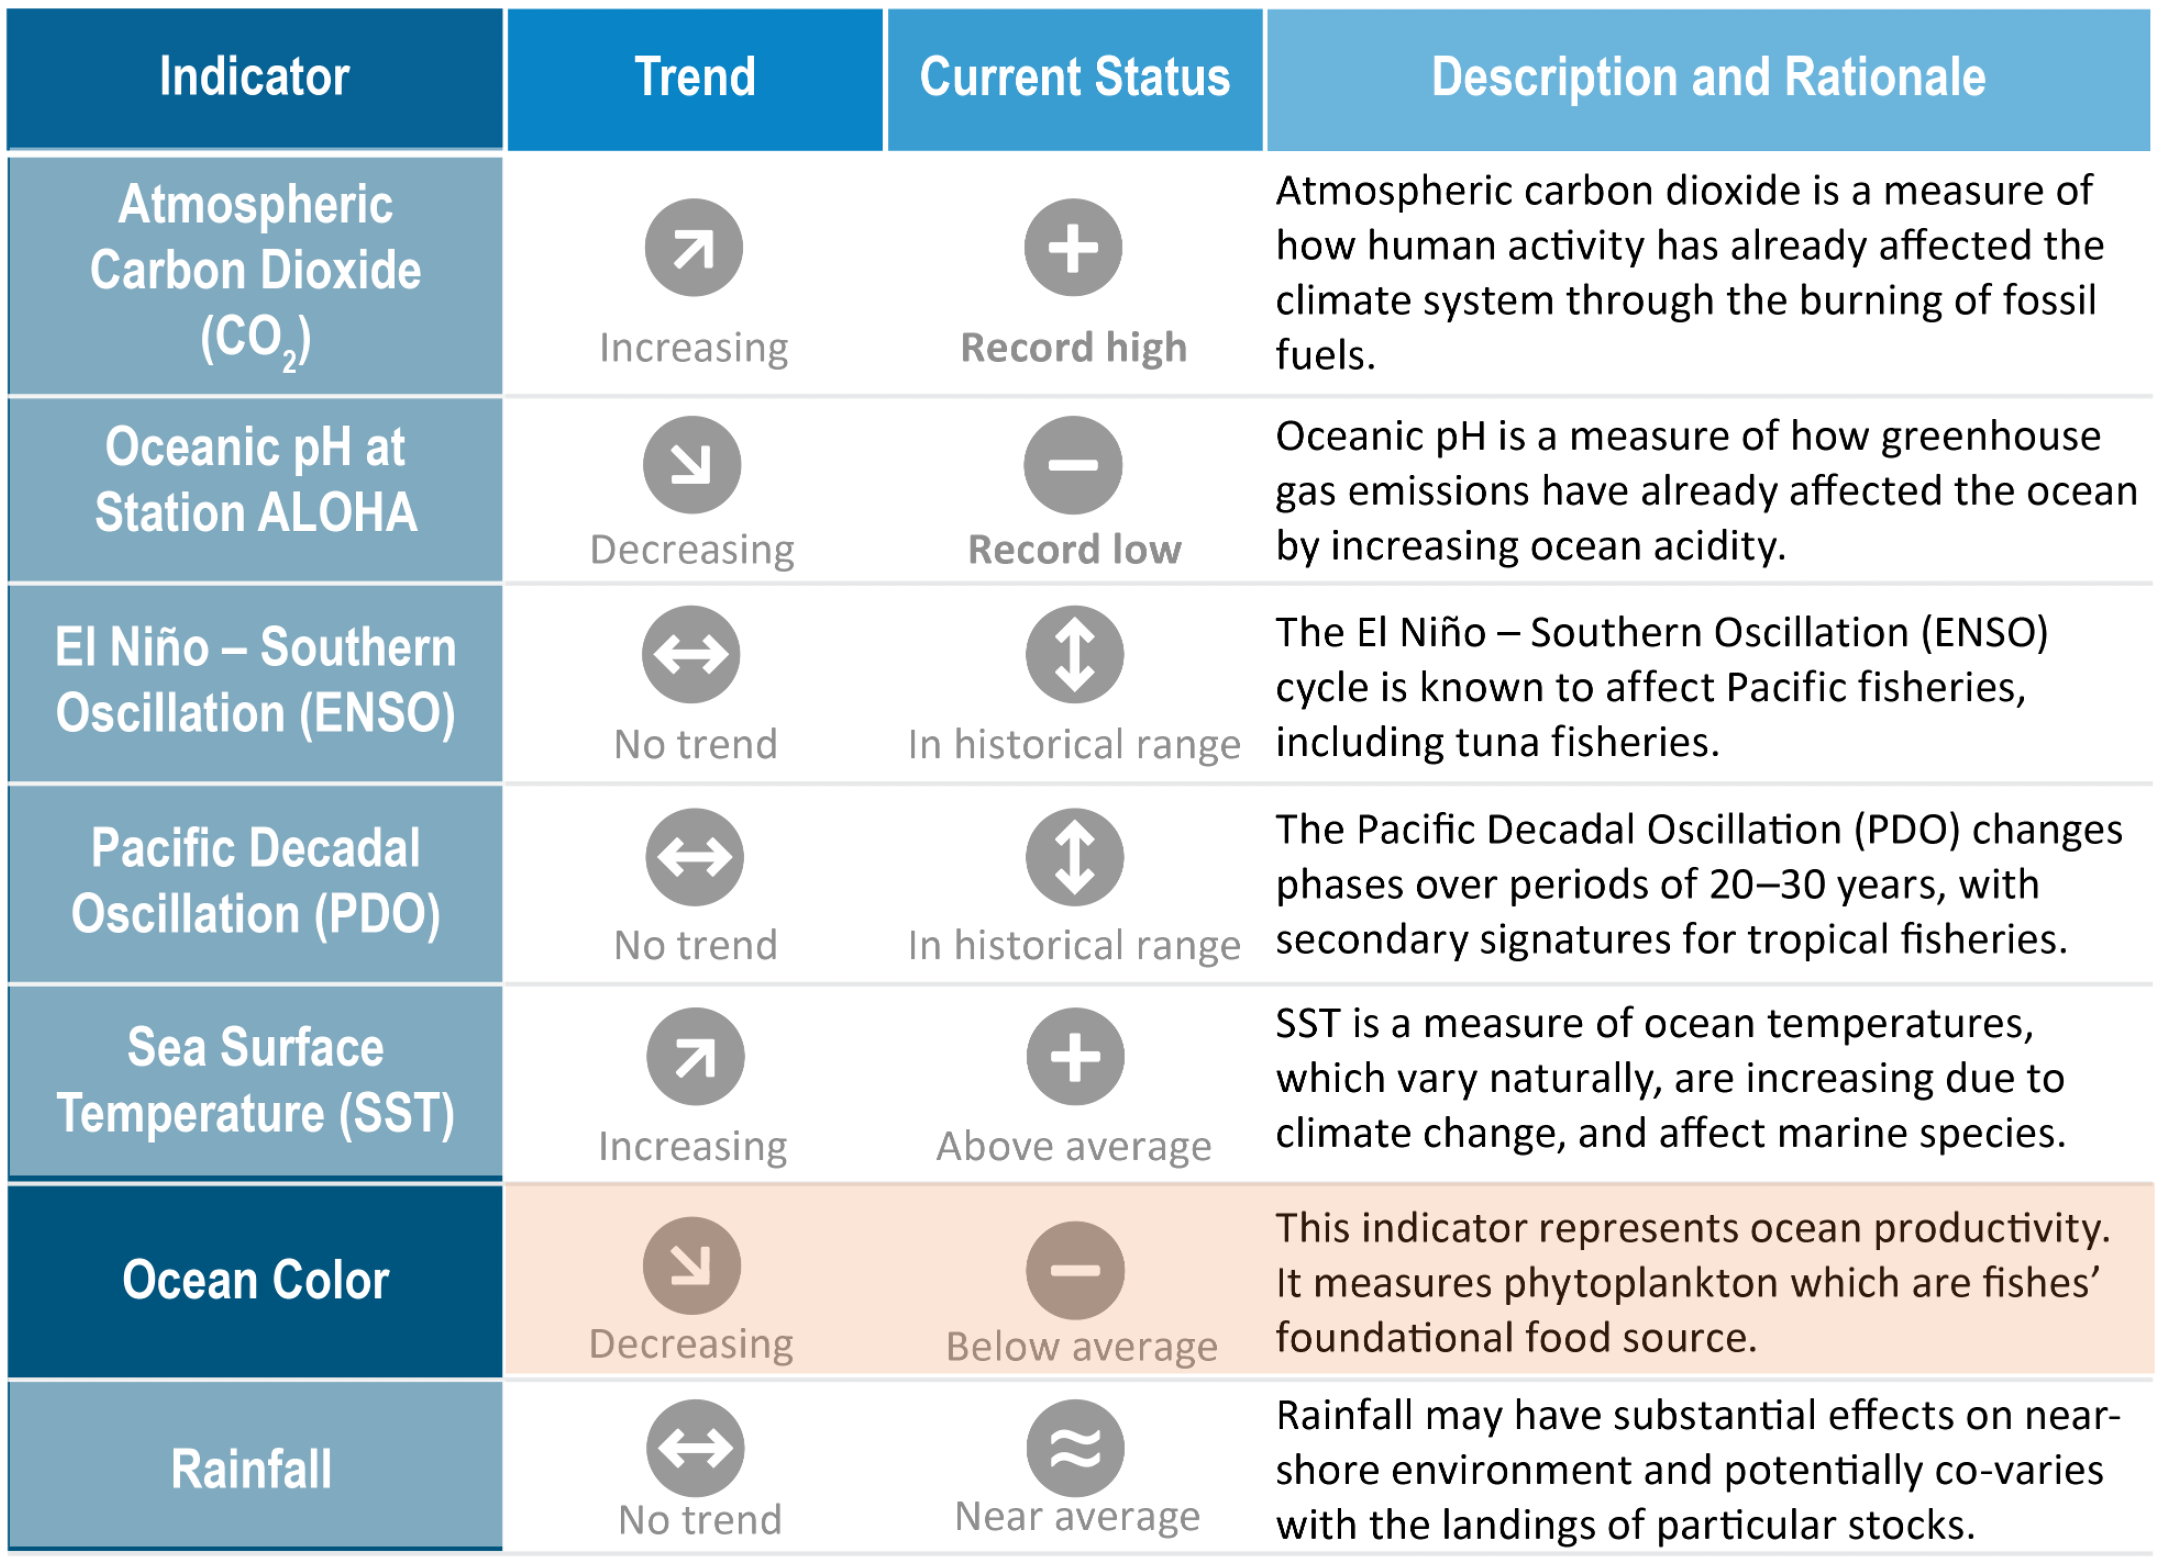 Indicator
Trend
Current Status
Description and Rationale
Atmospheric
Carbon Dioxide
(CO₂)
Increasing
Record high
Atmospheric carbon dioxide is a measure of
how human activity has already affected the
climate system through the burning of fossil
fuels.
Oceanic pH at
Station ALOHA
Decreasing
Record low
Oceanic pH is a measure of how greenhouse
gas emissions have already affected the ocean
by increasing ocean acidity.
El Niño – Southern
Oscillation (ENSO)
No trend
In historical range
The El Niño – Southern Oscillation (ENSO)
cycle is known to affect Pacific fisheries,
including tuna fisheries.
Pacific Decadal
Oscillation (PDO)
No trend
In historical range
The Pacific Decadal Oscillation (PDO) changes
phases over periods of 20–30 years, with
secondary signatures for tropical fisheries.
Sea Surface
Temperature (SST)
Increasing
Above average
SST is a measure of ocean temperatures,
which vary naturally, are increasing due to
climate change, and affect marine species.
Ocean Color
Decreasing
Below average
This indicator represents ocean productivity.
It measures phytoplankton which are fishes’
foundational food source.
Rainfall
No trend
Near average
Rainfall may have substantial effects on near-
shore environment and potentially co-varies
with the landings of particular stocks.